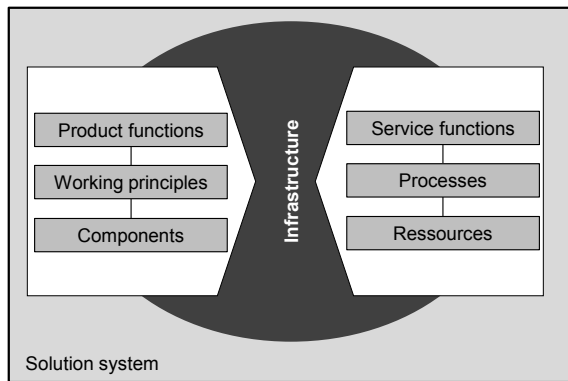 Product functions
Working principles
Components
Infrastructure
Service functions
Processes
Ressources
Solution system